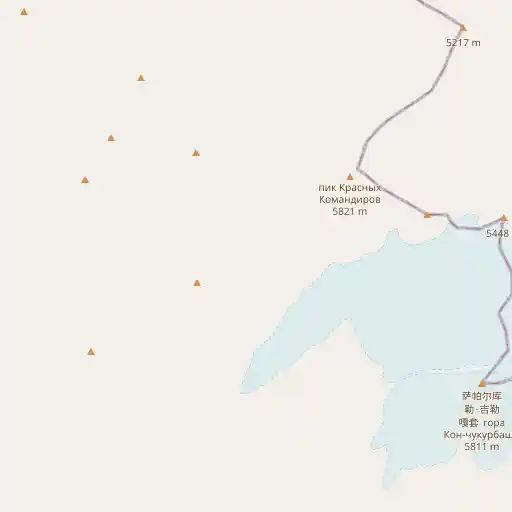 5217 m
пик Красных
Командиров
5821 m
5448
萨帕尔库
勒·吉勒
嘎套 гора
Кон-чукурбаш
5811 m